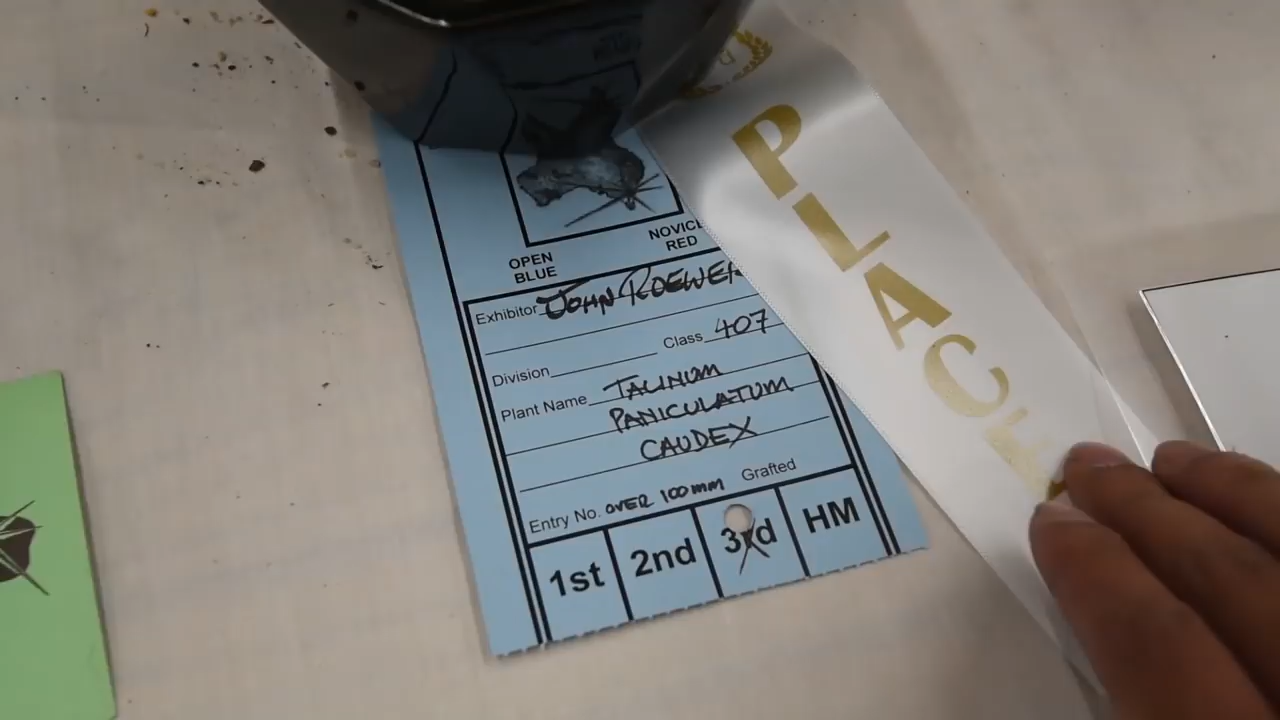 OPEN
BLUE
NOVICE
RED
Exhibitor JOHN ROEWER
Division
Class 407
Plant Name TALINUM
PANICULATUM
CAUDEX
Entry No. OVER 100MM Grafted
1st 2nd 3rd HM
PLACE